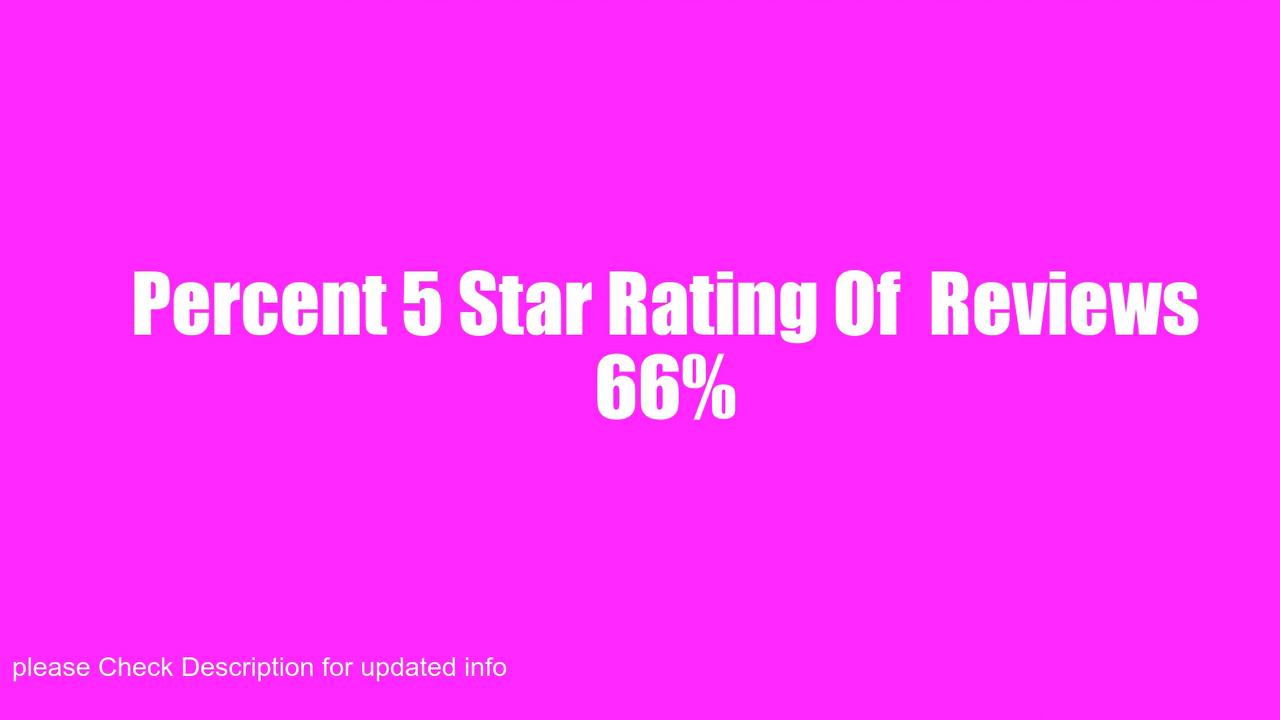 Percent 5 Star Rating Of  Reviews
66%
please Check Description for updated info